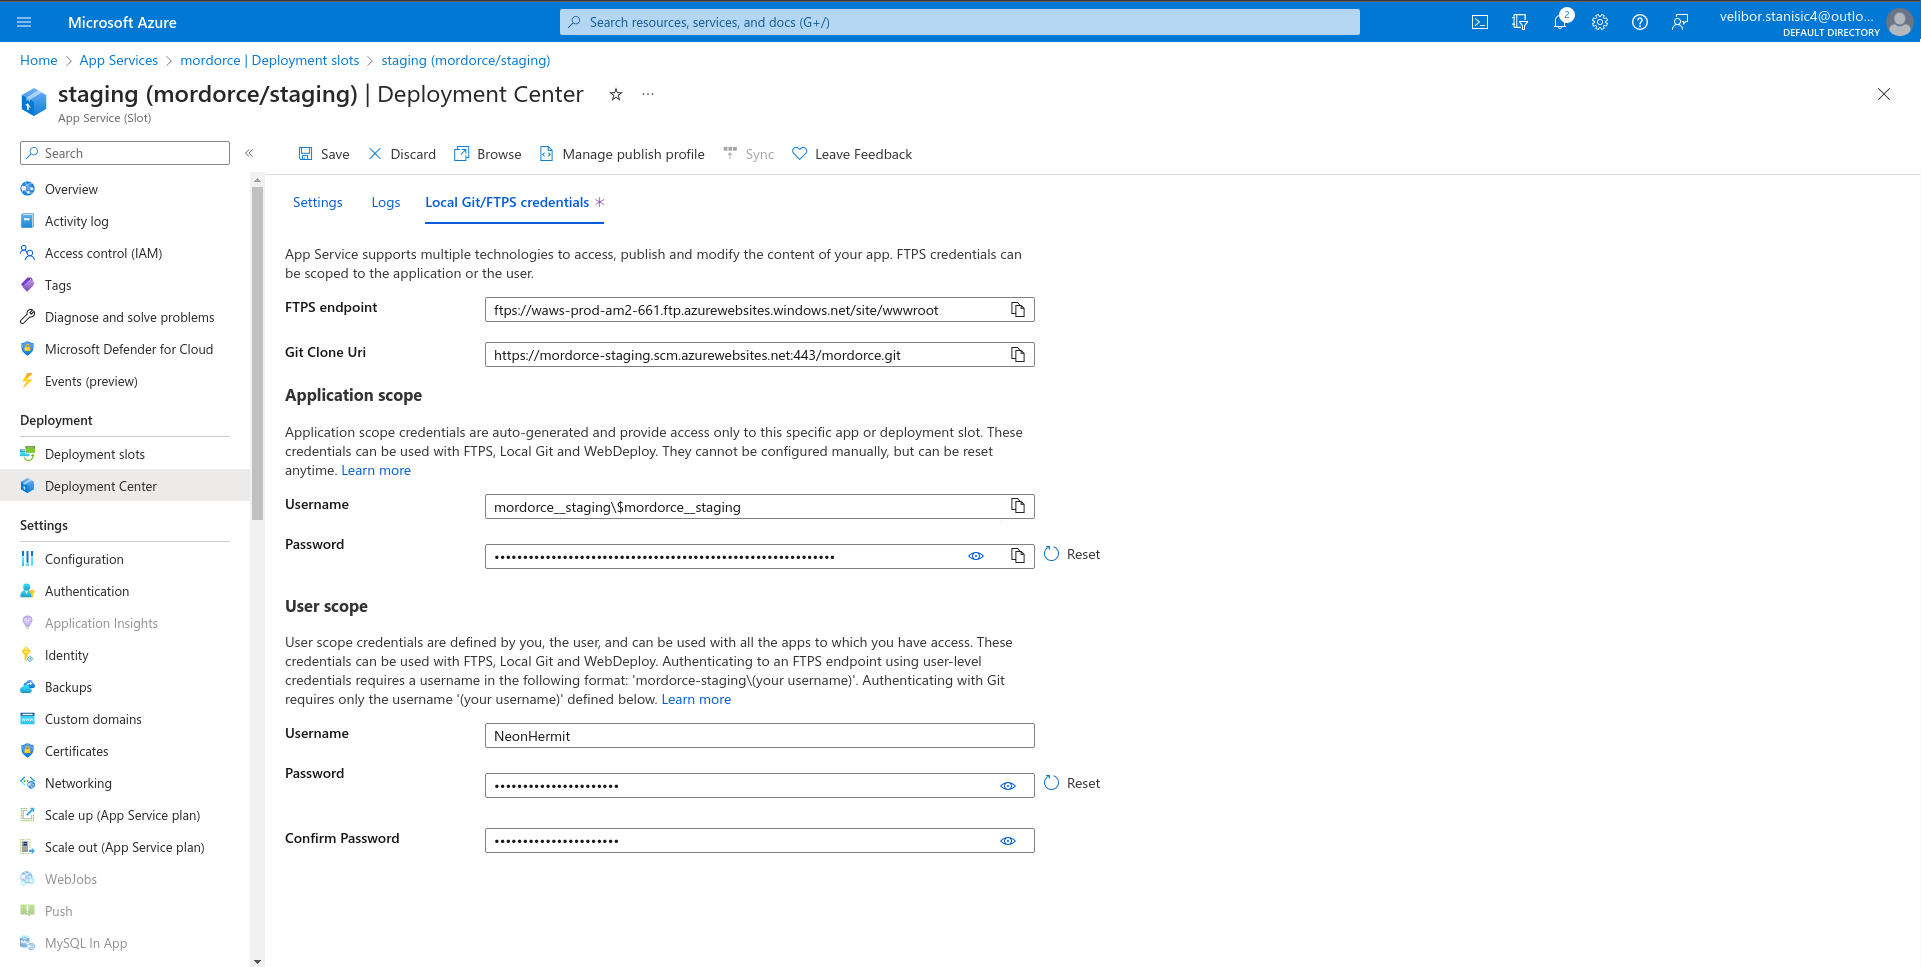 Microsoft Azure
Search resources, services, and docs (G+/)
2
velibor.stanisic4@outlo...
DEFAULT DIRECTORY
Home > App Services > mordorce | Deployment slots > staging (mordorce/staging)
staging (mordorce/staging) | Deployment Center
App Service (Slot)
Search
Save Discard Browse Manage publish profile Sync Leave Feedback
Overview
Activity log
Access control (IAM)
Tags
Diagnose and solve problems
Microsoft Defender for Cloud
Events (preview)
Deployment
Deployment slots
Deployment Center
Settings
Configuration
Authentication
Application Insights
Identity
Backups
Custom domains
Certificates
Networking
Scale up (App Service plan)
Scale out (App Service plan)
WebJobs
Push
MySQL In App
Settings Logs Local Git/FTPS credentials *
App Service supports multiple technologies to access, publish and modify the content of your app. FTPS credentials can
be scoped to the application or the user.
FTPS endpoint
ftps://waws-prod-am2-661.ftp.azurewebsites.windows.net/site/wwwroot
Git Clone Uri
https://mordorce-staging.scm.azurewebsites.net:443/mordorce.git
Application scope
Application scope credentials are auto-generated and provide access only to this specific app or deployment slot. These
credentials can be used with FTPS, Local Git and WebDeploy. They cannot be configured manually, but can be reset
anytime. Learn more
Username
mordorce__staging\$mordorce__staging
Password
Reset
User scope
User scope credentials are defined by you, the user, and can be used with all the apps to which you have access. These
credentials can be used with FTPS, Local Git and WebDeploy. Authenticating to an FTPS endpoint using user-level
credentials requires a username in the following format: 'mordorce-staging\(your username)'. Authenticating with Git
requires only the username '(your username)' defined below. Learn more
Username
NeonHermit
Password
Reset
Confirm Password